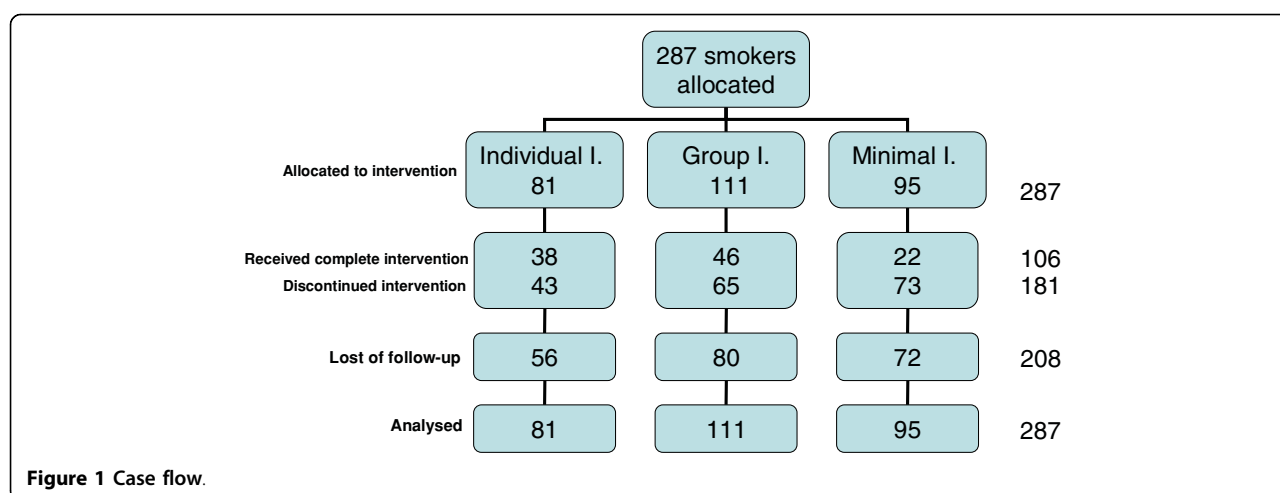 287 smokers
allocated
Allocated to intervention
Individual I.
81
Group I.
111
Minimal I.
95
287
Received complete intervention 38 46 22 106
Discontinued intervention 43 65 73 181
Lost of follow-up 56 80 72 208
Analysed 81 111 95 287
Figure 1 Case flow.